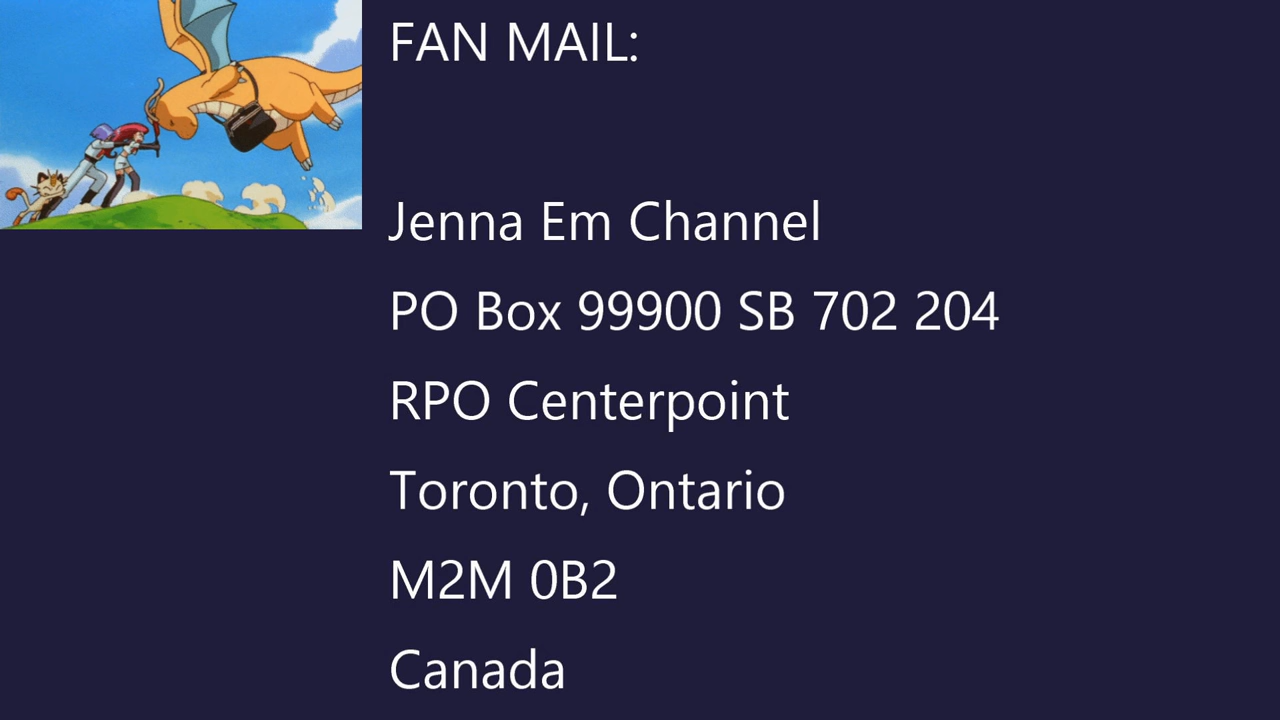 FAN MAIL:
Jenna Em Channel
PO Box 99900 SB 702 204
RPO Centerpoint
Toronto, Ontario
M2M 0B2
Canada